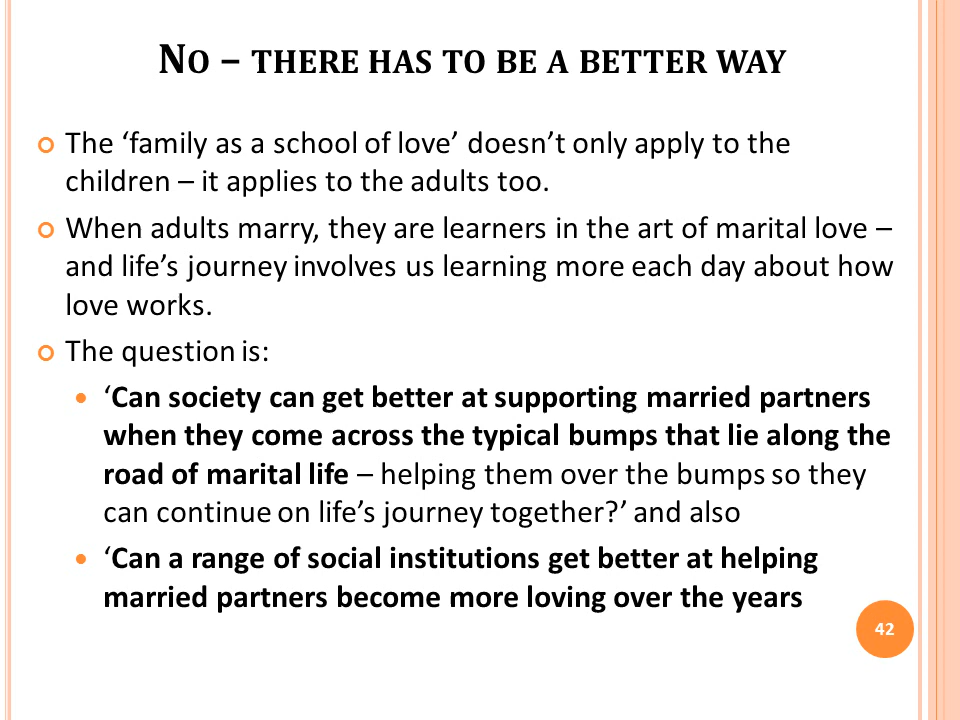 NO – THERE HAS TO BE A BETTER WAY
The ‘family as a school of love’ doesn’t only apply to the
children – it applies to the adults too.
When adults marry, they are learners in the art of marital love –
and life’s journey involves us learning more each day about how
love works.
The question is:
‘Can society can get better at supporting married partners
when they come across the typical bumps that lie along the
road of marital life – helping them over the bumps so they
can continue on life’s journey together?’ and also
‘Can a range of social institutions get better at helping
married partners become more loving over the years
42